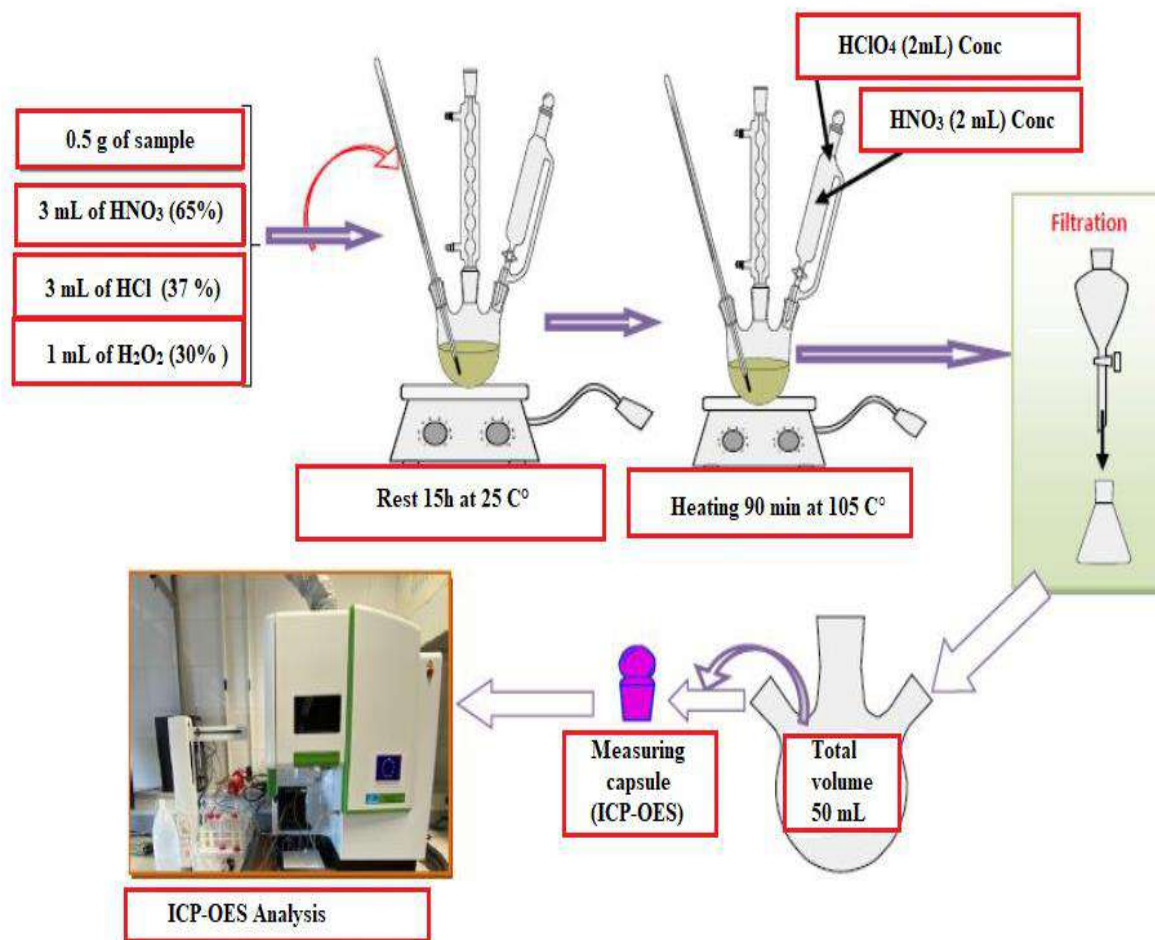 0.5 g of sample
3 mL of HNO₃ (65%)
3 mL of HCl (37 %)
1 mL of H₂O₂ (30% )
HClO₄ (2mL) Conc
HNO₃ (2 mL) Conc
Rest 15h at 25 C°
Heating 90 min at 105 C°
Filtration
Total
volume
50 mL
Measuring
capsule
(ICP-OES)
ICP-OES Analysis